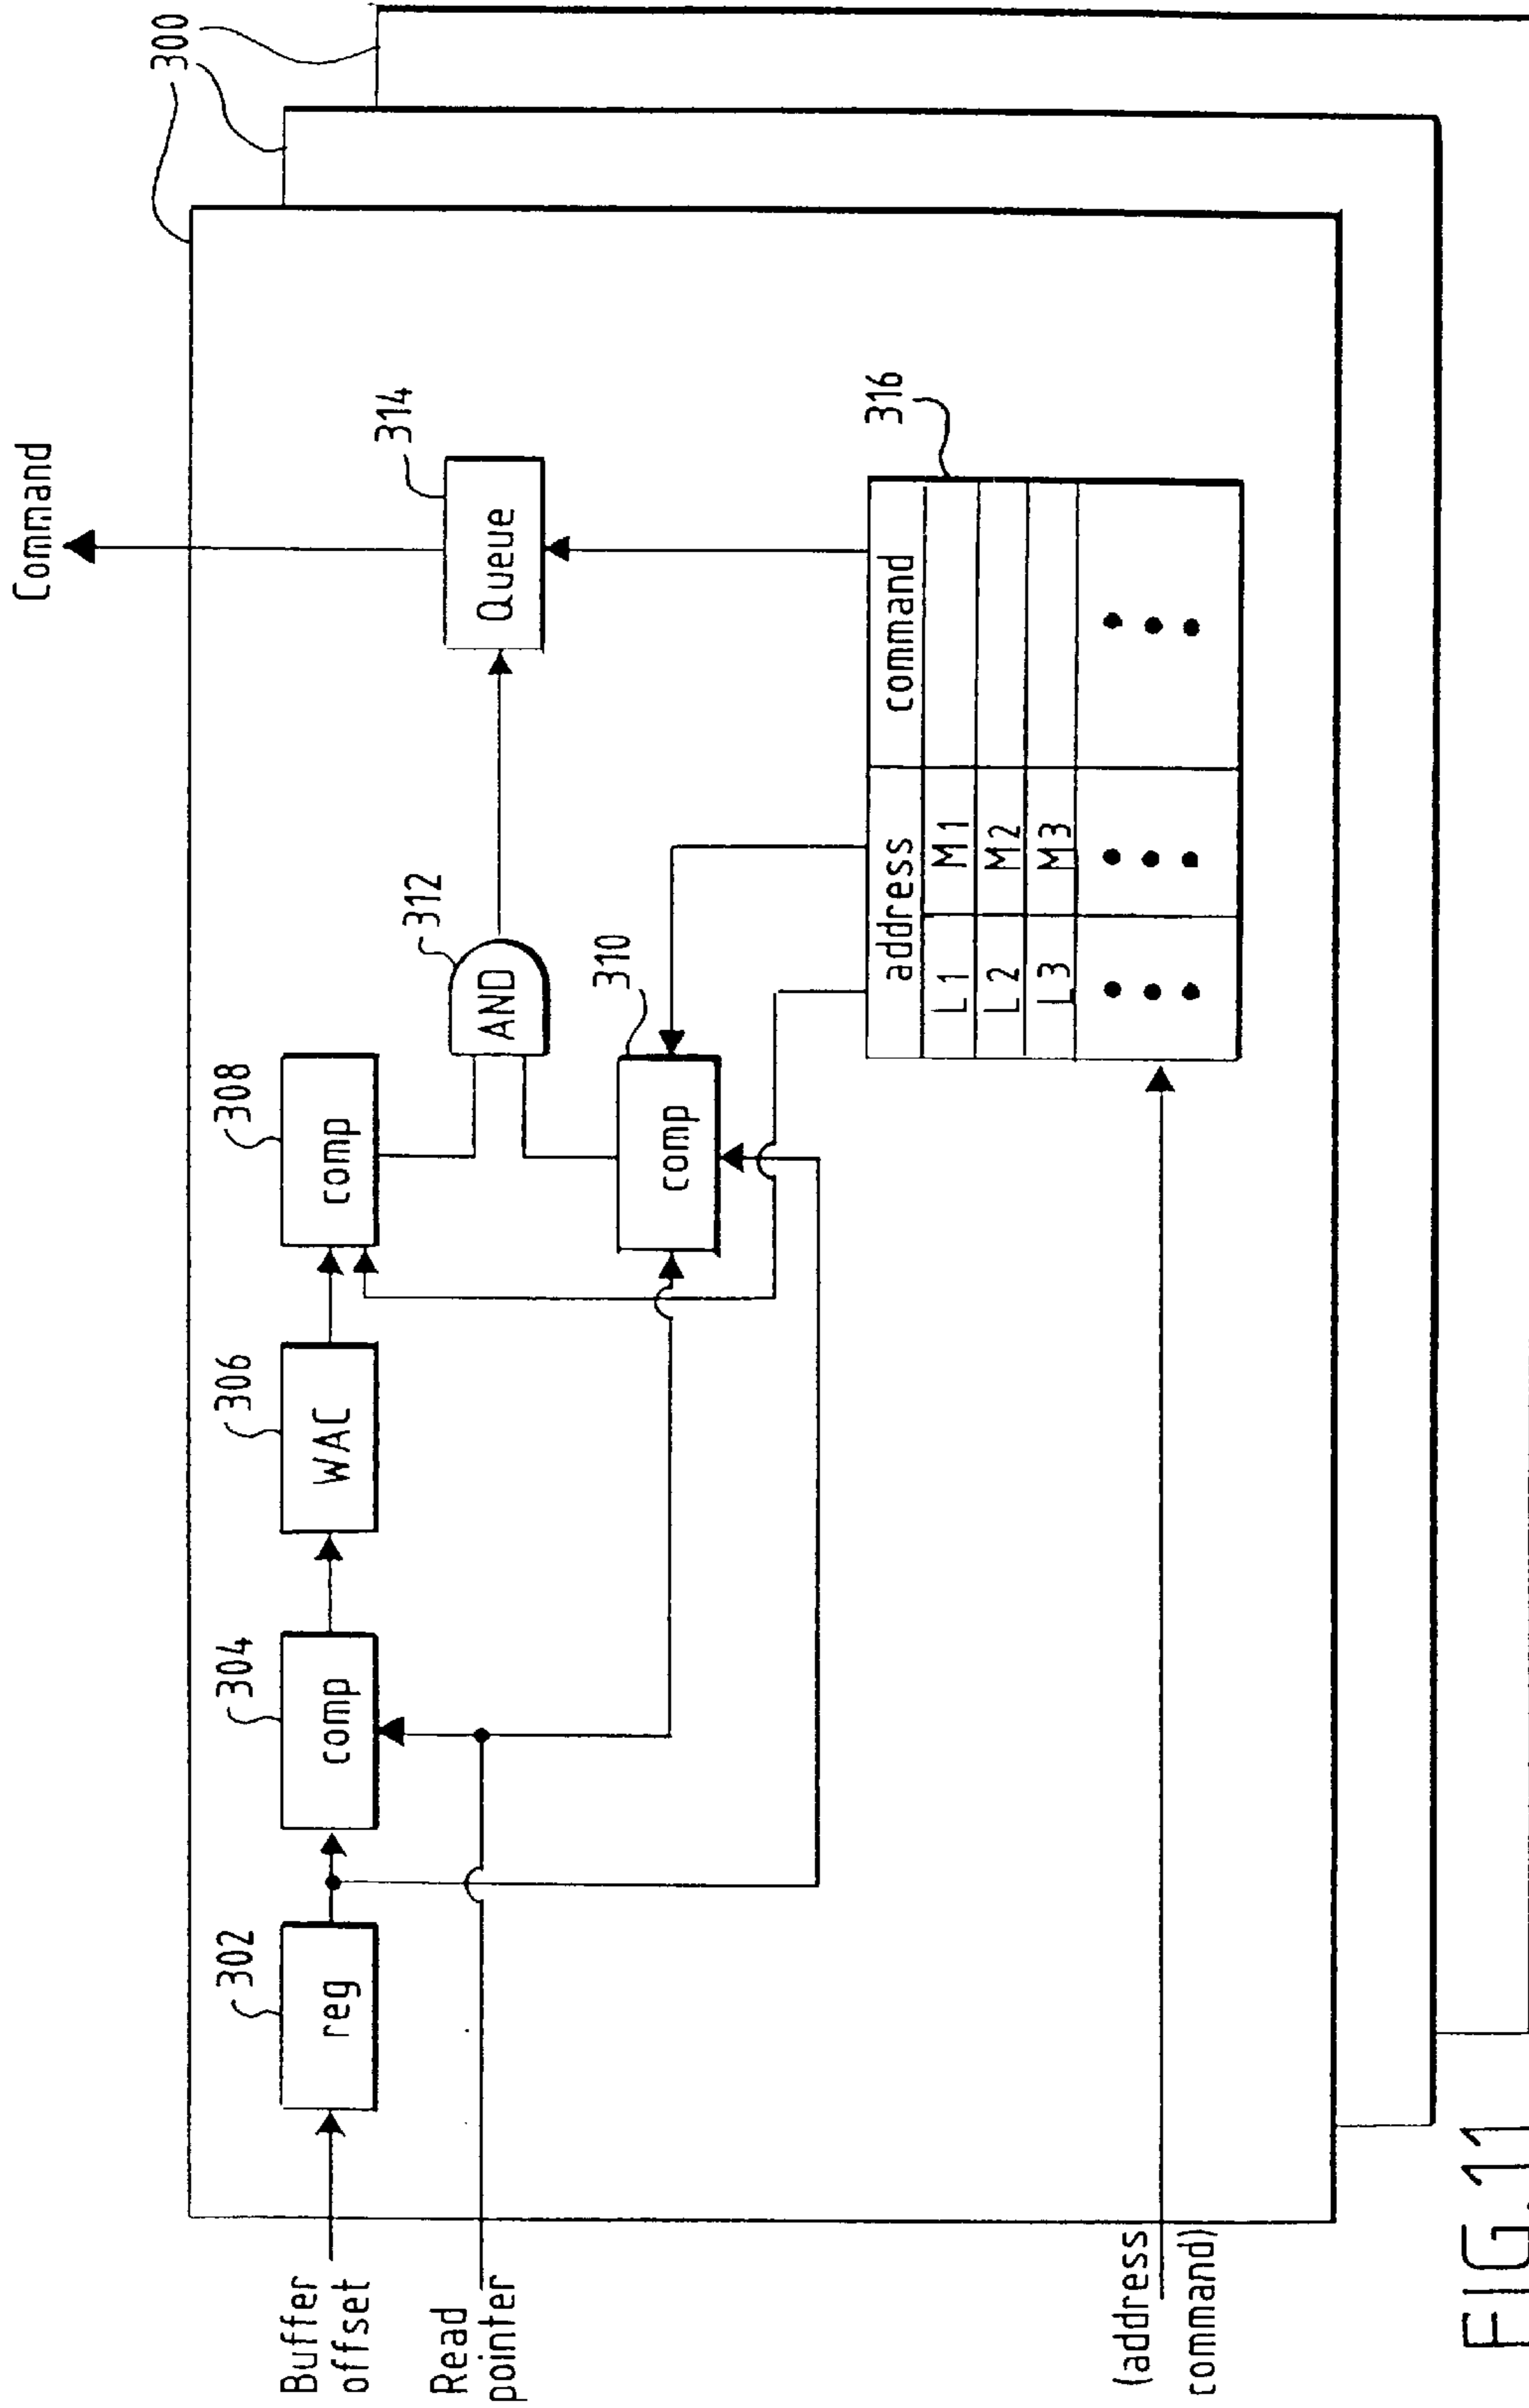 300
Command
Buffer
offset
Read
pointer
(address
command)
302
reg
304
comp
306
WAC
308
comp
310
comp
312
AND
314
Queue
316
address command
L1 M1
L2 M2
L3 M3
FIG.11